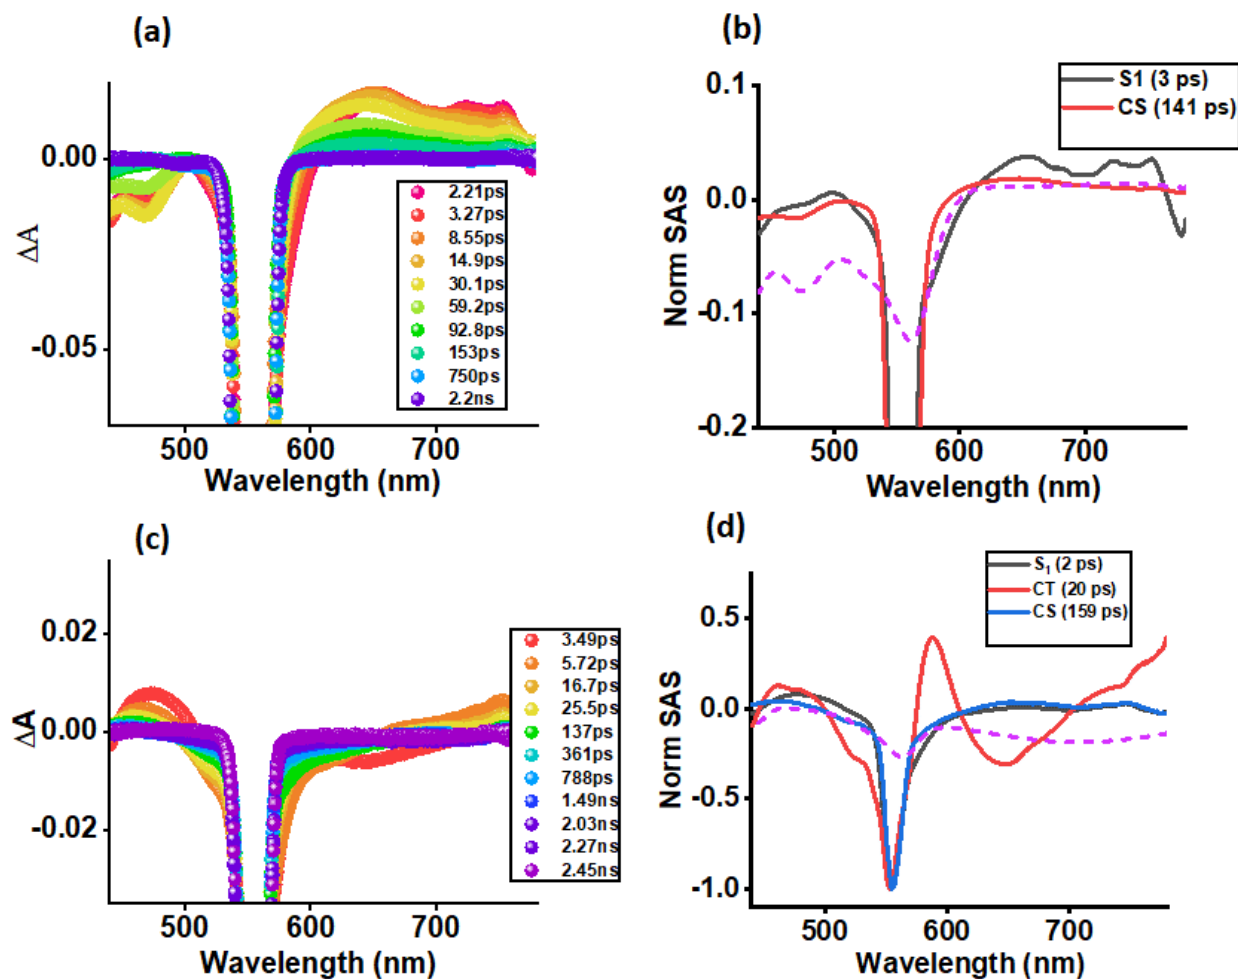 (a)
0.00
-0.05
ΔA
2.21ps
3.27ps
8.55ps
14.9ps
30.1ps
59.2ps
92.8ps
153ps
750ps
2.2ns
500 600 700
Wavelength (nm)
(b)
0.1
0.0
-0.1
-0.2
Norm SAS
S1 (3 ps)
CS (141 ps)
500 600 700
Wavelength (nm)
(c)
0.02
0.00
-0.02
ΔA
3.49ps
5.72ps
16.7ps
25.5ps
137ps
361ps
788ps
1.49ns
2.03ns
2.27ns
2.45ns
500 600 700
Wavelength (nm)
(d)
0.5
0.0
-0.5
-1.0
Norm SAS
S₁ (2 ps)
CT (20 ps)
CS (159 ps)
500 600 700
Wavelength (nm)